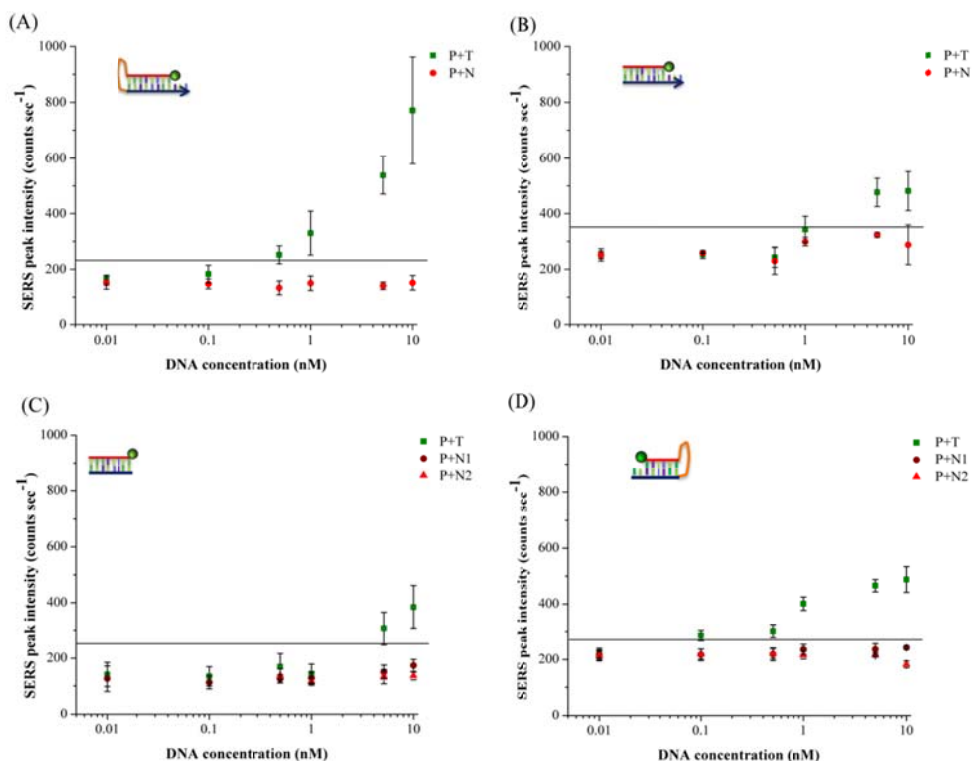 (A)
1000
800
600
400
200
0
SERS peak intensity (counts sec⁻¹)
0.01 0.1 1 10
DNA concentration (nM)
P+T
P+N
(B)
1000
800
600
400
200
0
SERS peak intensity (counts sec⁻¹)
0.01 0.1 1 10
DNA concentration (nM)
P+T
P+N
(C)
1000
800
600
400
200
0
SERS peak intensity (counts sec⁻¹)
0.01 0.1 1 10
DNA concentration (nM)
P+T
P+N1
P+N2
(D)
1000
800
600
400
200
0
SERS peak intensity (counts sec⁻¹)
0.01 0.1 1 10
DNA concentration (nM)
P+T
P+N1
P+N2